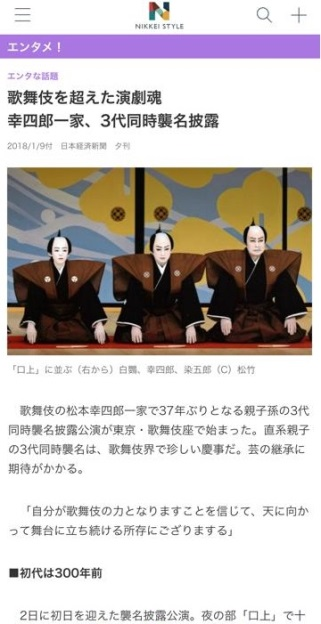 NIKKEI STYLE
エンタメ！
エンタな話題
歌舞伎を超えた演劇魂
幸四郎一家、3代同時襲名披露
2018/1/9付　日本経済新聞　夕刊
「口上」に並ぶ（右から）白鸚、幸四郎、染五郎（C）松竹
歌舞伎の松本幸四郎一家で37年ぶりとなる親子孫の3代
同時襲名披露公演が東京・歌舞伎座で始まった。直系親子
の3代同時襲名は、歌舞伎界で珍しい慶事だ。芸の継承に
期待がかかる。
「自分が歌舞伎の力となりますことを信じて、天に向か
って舞台に立ち続ける所存にござりまする」
■初代は300年前
2日に初日を迎えた襲名披露公演。夜の部「口上」で十